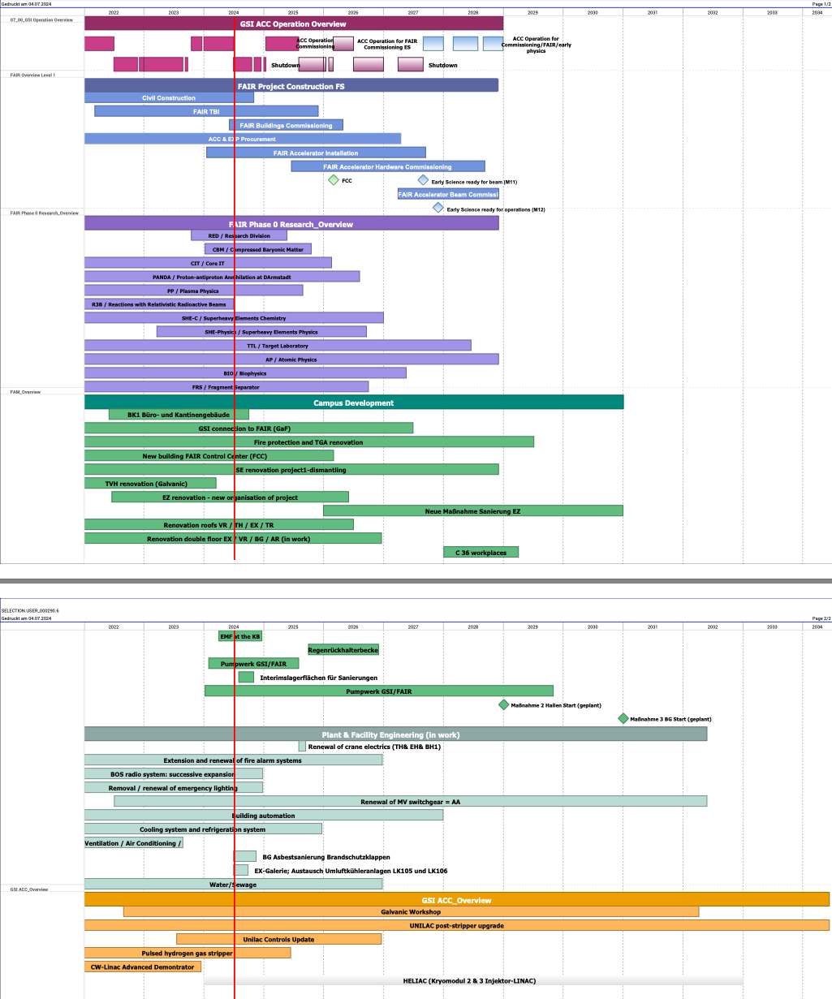 Gedruckt am 04.07.2024
Page 1/2
2022 2023 2024 2025 2026 2027 2028 2029 2030 2031 2032 2033 2034
07_00_GSI Operation Overview
GSI ACC Operation Overview
ACC Operation
Commissioning
ACC Operation for FAIR
Commissioning ES
ACC Operation for
Commissioning/FAIR/early
physics
Shutdown
Shutdown
FAIR Overview Level 1
FAIR Project Construction FS
Civil Construction
FAIR TBI
FAIR Buildings Commissioning
ACC & EXP Procurement
FAIR Accelerator Installation
FAIR Accelerator Hardware Commissioning
FCC
Early Science ready for beam (M11)
FAIR Accelerator Beam Commissi
Early Science ready for operations (M12)
FAIR Phase 0 Research_Overview
FAIR Phase 0 Research_Overview
RED / Research Division
CBM / Compressed Baryonic Matter
CIT / Core IT
PANDA / Proton-antiproton Annihilation at DArmstadt
PP / Plasma Physics
R3B / Reactions with Relativistic Radioactive Beams
SHE-C / Superheavy Elements Chemistry
SHE-Physik / Superheavy Elements Physics
TTL / Target Laboratory
AP / Atomic Physics
BIO / Biophysics
FRS / Fragment Separator
FAM_Overview
Campus Development
BK1 Büro- und Kantinengebäude
GSI connection to FAIR (GaF)
Fire protection and TGA renovation
New building FAIR Control Center (FCC)
SE renovation project1-dismantling
TVH renovation (Galvanic)
EZ renovation - new organisation of project
Neue Maßnahme Sanierung EZ
Renovation roofs VR / TH / EX / TR
Renovation double floor EX / VR / BG / AR (in work)
C 36 workplaces
SELECTION.USER_000290.6
Gedruckt am 04.07.2024
Page 2/2
2022 2023 2024 2025 2026 2027 2028 2029 2030 2031 2032 2033 2034
EMF at the KB
Regenrückhalterbecke
Pumpwerk GSI/FAIR
Interimslagerflächen für Sanierungen
Pumpwerk GSI/FAIR
Maßnahme 2 Hallen Start (geplant)
Maßnahme 3 BG Start (geplant)
Plant & Facility Engineering (in work)
Renewal of crane electrics (TH& EH& BH1)
Extension and renewal of fire alarm systems
BOS radio system: successive expansion
Removal / renewal of emergency lighting
Renewal of MV switchgear = AA
Building automation
Cooling system and refrigeration system
Ventilation / Air Conditioning /
BG Asbestsanierung Brandschutzklappen
EX-Galerie; Austausch Umluftkühleranlagen LK105 und LK106
Water/Sewage
GSI ACC_Overview
GSI ACC_Overview
Galvanic Workshop
UNILAC post-stripper upgrade
Unilac Controls Update
Pulsed hydrogen gas stripper
CW-Linac Advanced Demontrator
HELIAC (Kryomodul 2 & 3 Injektor-LINAC)